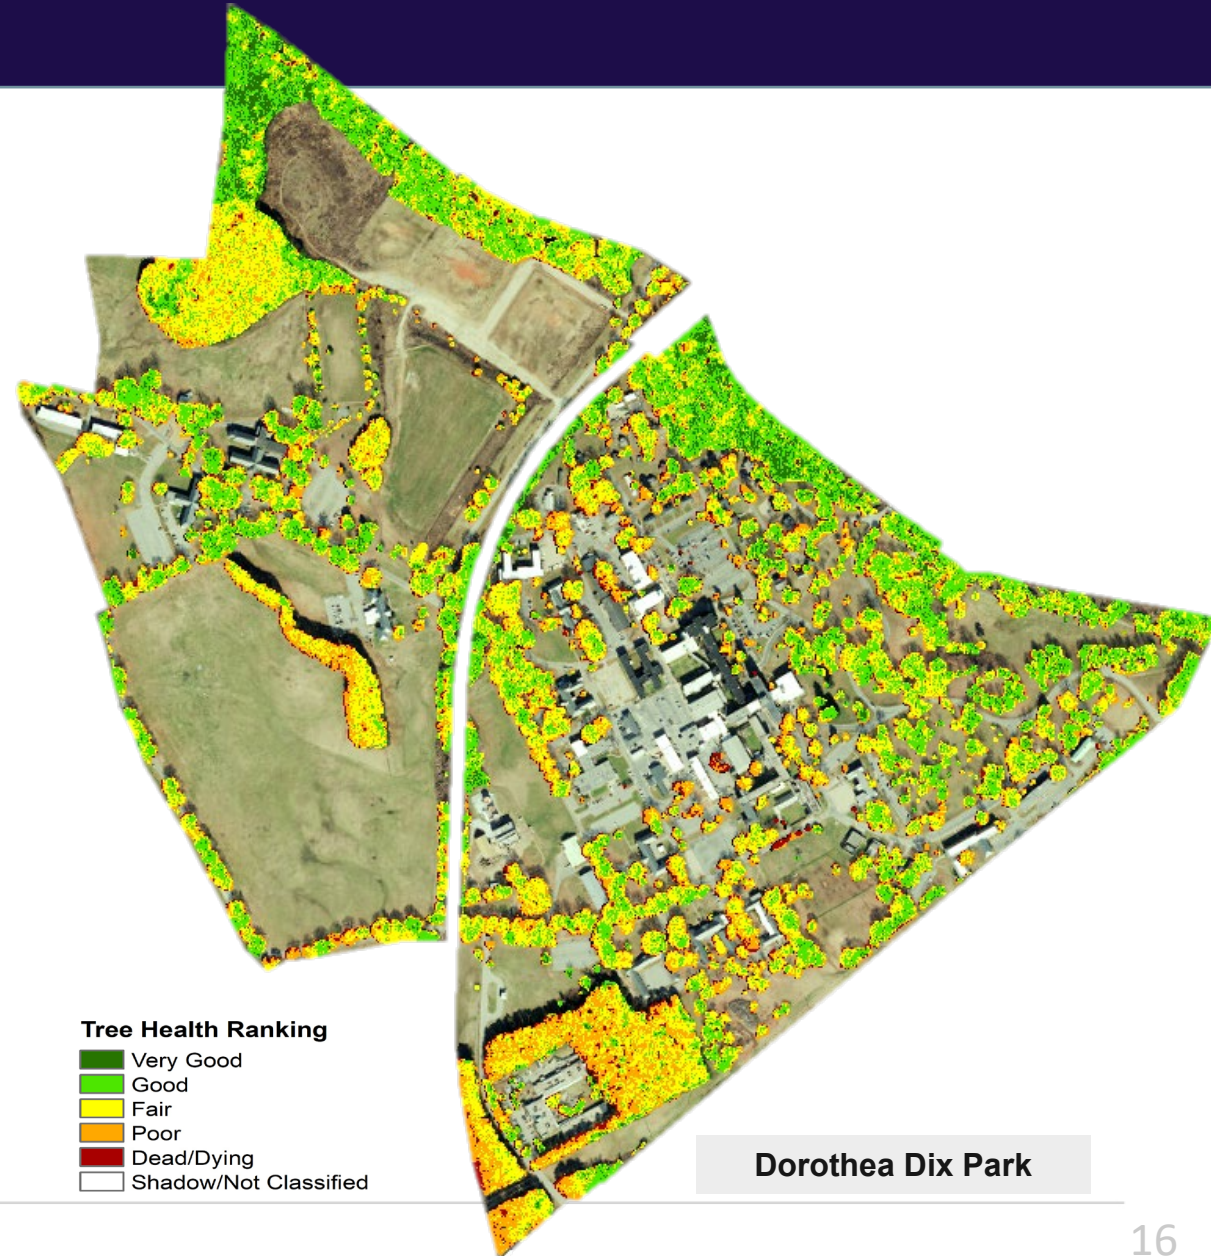 Tree Health Ranking
Very Good
Good
Fair
Poor
Dead/Dying
Shadow/Not Classified
Dorothea Dix Park
16